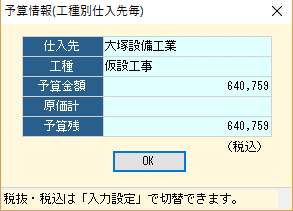 予算情報(工種別仕入先毎)
仕入先 大塚設備工業
工種 仮設工事
予算金額 640,759
原価計
予算残 640,759
(税込)
OK
税抜・税込は「入力設定」で切替できます。